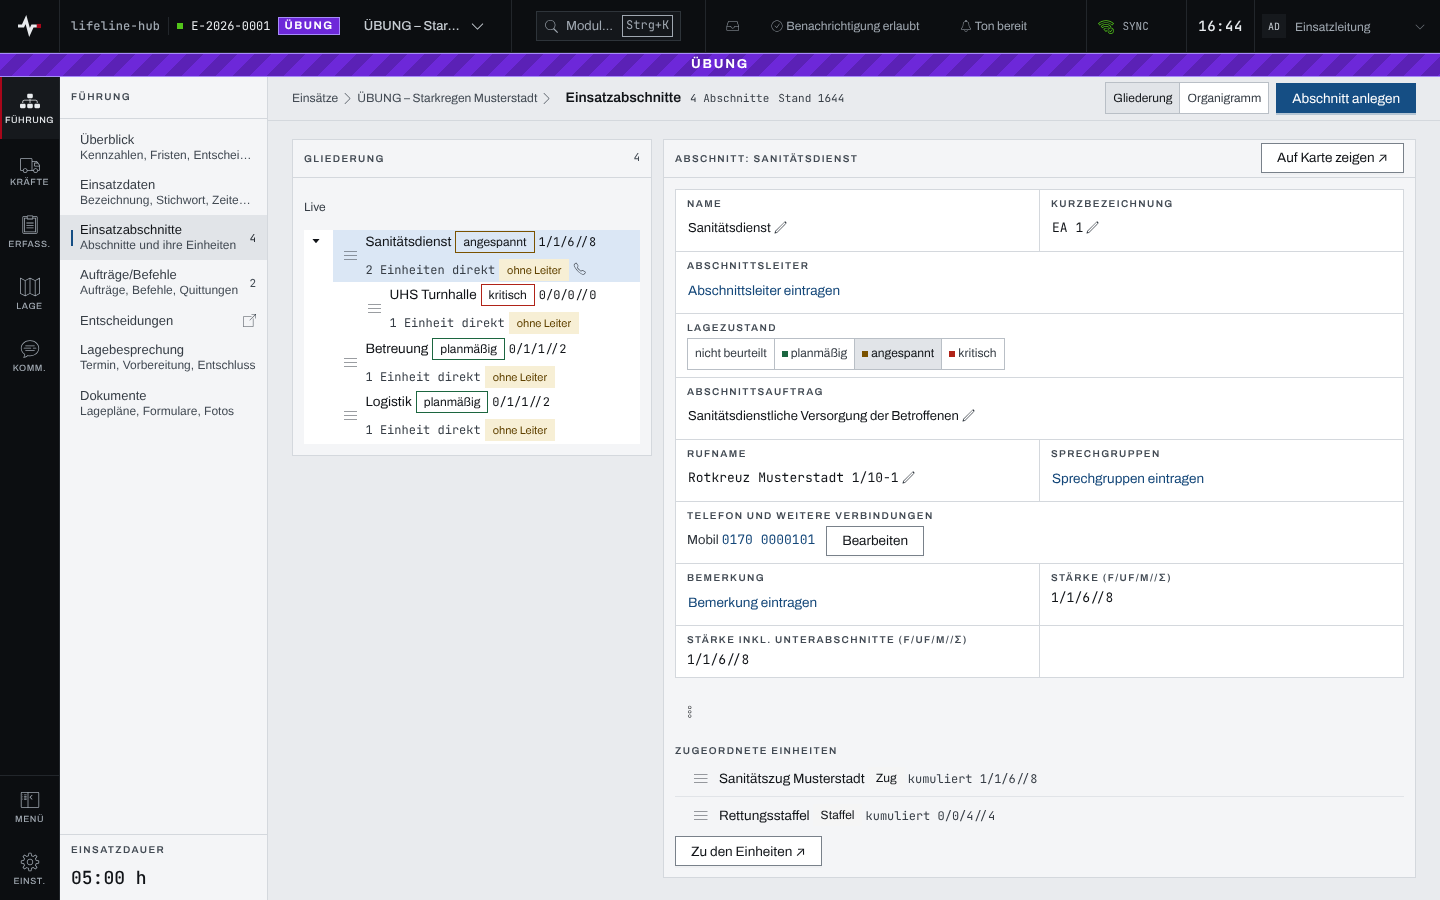 lifeline-hub
E-2026-0001 ÜBUNG
ÜBUNG – Star…
Modul… Strg+K
Benachrichtigung erlaubt
Ton bereit
SYNC
16:44
AD Einsatzleitung
ÜBUNG
FÜHRUNG
KRÄFTE
ERFASS.
LAGE
KOMM.
MENÜ
EINST.
FÜHRUNG
Überblick
Kennzahlen, Fristen, Entschei…
Einsatzdaten
Bezeichnung, Stichwort, Zeite…
Einsatzabschnitte
Abschnitte und ihre Einheiten 4
Aufträge/Befehle
Aufträge, Befehle, Quittungen 2
Entscheidungen
Lagebesprechung
Termin, Vorbereitung, Entschluss
Dokumente
Lagepläne, Formulare, Fotos
EINSATZDAUER
05:00 h
Einsätze ÜBUNG – Starkregen Musterstadt Einsatzabschnitte 4 Abschnitte Stand 1644
Gliederung Organigramm Abschnitt anlegen
GLIEDERUNG 4
Live
Sanitätsdienst angespannt 1/1/6//8
2 Einheiten direkt ohne Leiter
UHS Turnhalle kritisch 0/0/0//0
1 Einheit direkt ohne Leiter
Betreuung planmäßig 0/1/1//2
1 Einheit direkt ohne Leiter
Logistik planmäßig 0/1/1//2
1 Einheit direkt ohne Leiter
ABSCHNITT: SANITÄTSDIENST Auf Karte zeigen ↗
NAME
Sanitätsdienst
KURZBEZEICHNUNG
EA 1
ABSCHNITTSLEITER
Abschnittsleiter eintragen
LAGEZUSTAND
nicht beurteilt planmäßig angespannt kritisch
ABSCHNITTSAUFTRAG
Sanitätsdienstliche Versorgung der Betroffenen
RUFNAME
Rotkreuz Musterstadt 1/10-1
SPRECHGRUPPEN
Sprechgruppen eintragen
TELEFON UND WEITERE VERBINDUNGEN
Mobil 0170 0000101 Bearbeiten
BEMERKUNG
Bemerkung eintragen
STÄRKE (F/UF/M//Σ)
1/1/6//8
STÄRKE INKL. UNTERABSCHNITTE (F/UF/M//Σ)
1/1/6//8
ZUGEORDNETE EINHEITEN
Sanitätszug Musterstadt Zug kumuliert 1/1/6//8
Rettungsstaffel Staffel kumuliert 0/0/4//4
Zu den Einheiten ↗